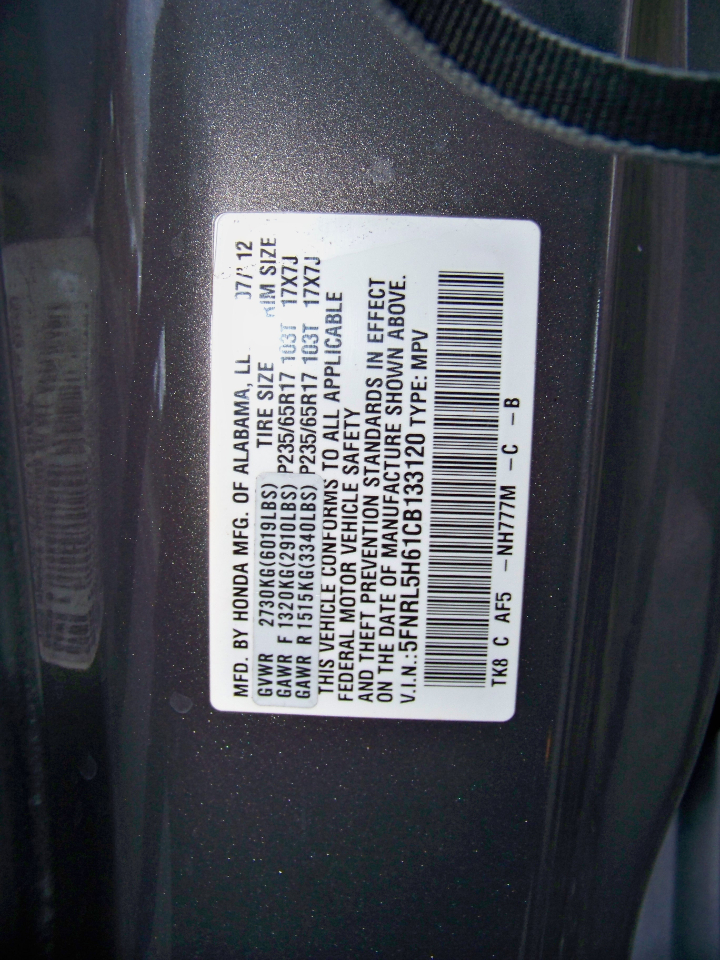 MFD. BY HONDA MFG. OF ALABAMA, LL
GVWR 2730KG(6019LBS) TIRE SIZE RIM SIZE
GAWR F 1320KG(2910LBS) P235/65R17 103T 17X7J
GAWR R 1515KG(3340LBS) P235/65R17 103T 17X7J
THIS VEHICLE CONFORMS TO ALL APPLICABLE
FEDERAL MOTOR VEHICLE SAFETY
AND THEFT PREVENTION STANDARDS IN EFFECT
ON THE DATE OF MANUFACTURE SHOWN ABOVE.
V.I.N.:5FNRL5H61CB133120 TYPE: MPV
TK8 C AF5 -NH777M -C -B